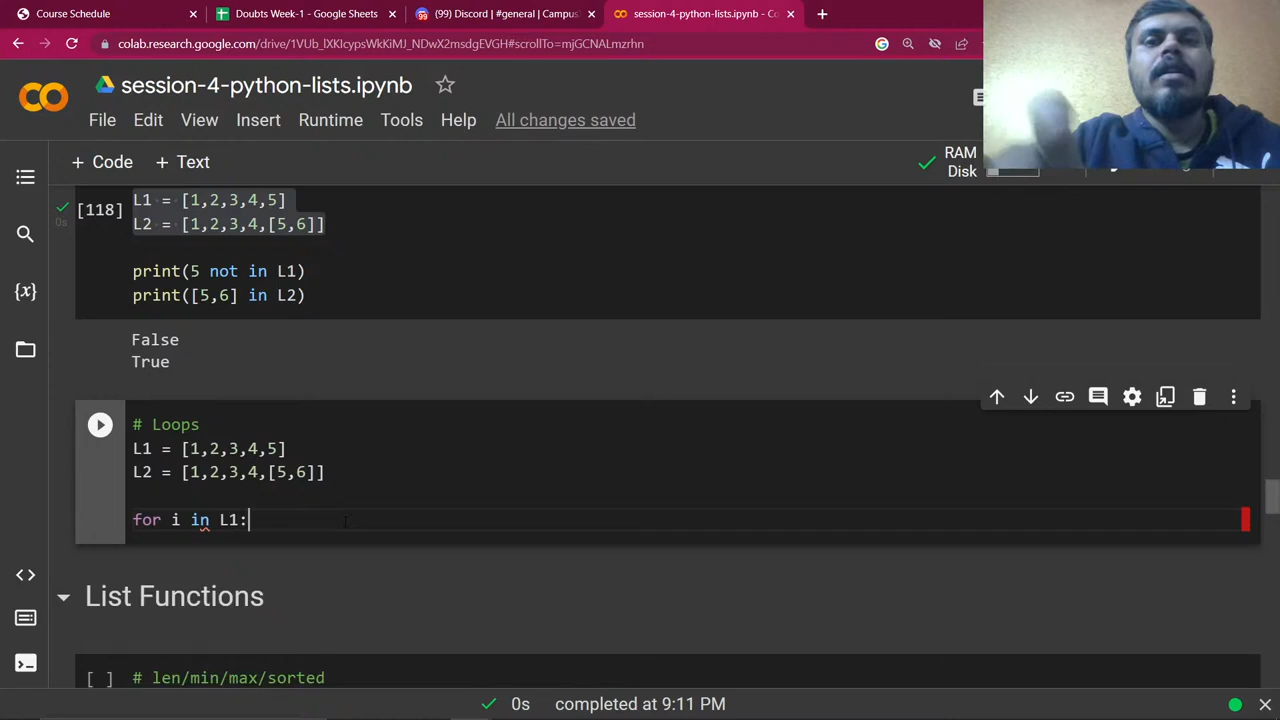 Course Schedule
Doubts Week-1 - Google Sheets
(99) Discord | #general | Campus
session-4-python-lists.ipynb - Co
colab.research.google.com/drive/1VUb_lXKIcypsWkKiMJ_NDwX2msdgEVGH#scrollTo=mjGCNALmzrhn
session-4-python-lists.ipynb
File Edit View Insert Runtime Tools Help All changes saved
+ Code + Text
RAM
Disk
[118]
L1 = [1,2,3,4,5]
L2 = [1,2,3,4,[5,6]]
0s
print(5 not in L1)
print([5,6] in L2)
False
True
# Loops
L1 = [1,2,3,4,5]
L2 = [1,2,3,4,[5,6]]
for i in L1:
List Functions
[ ] # len/min/max/sorted
0s completed at 9:11 PM